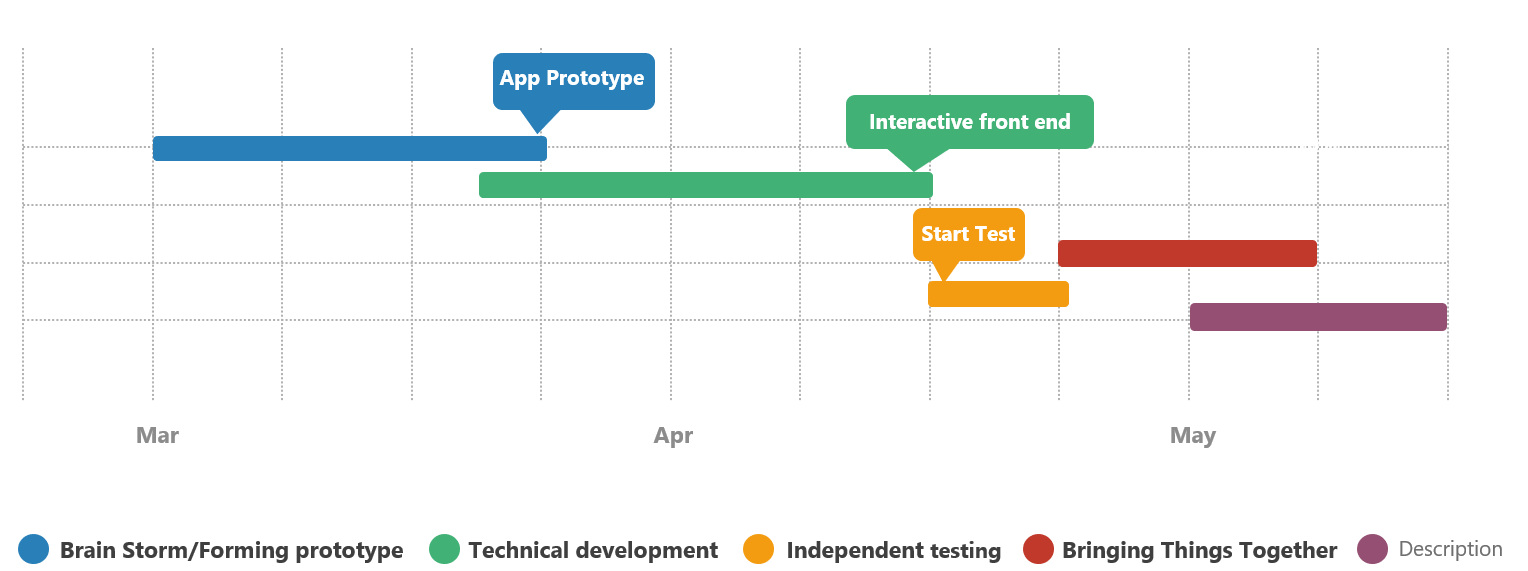 App Prototype
Interactive front end
Start Test
Mar Apr May
Brain Storm/Forming prototype Technical development Independent testing Bringing Things Together Description